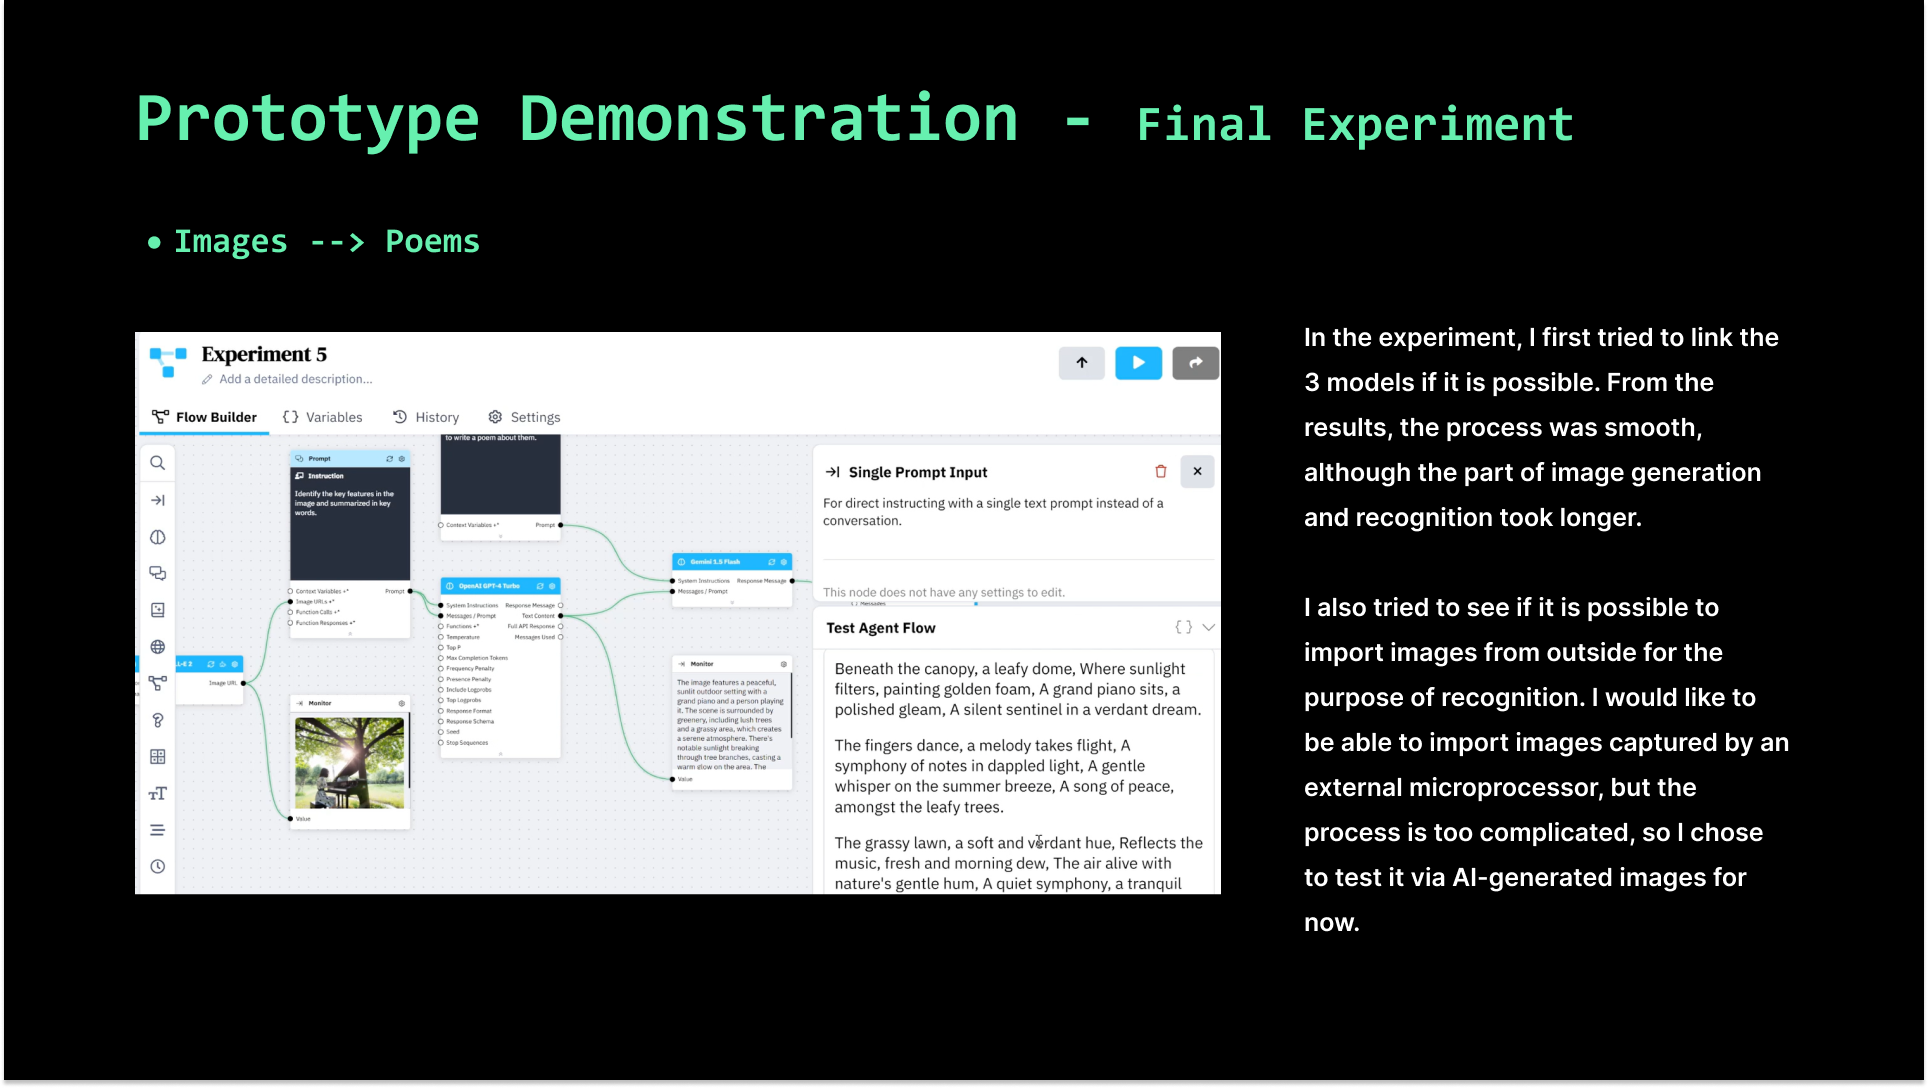 Prototype Demonstration - Final Experiment
• Images --> Poems
Experiment 5
Add a detailed description...
Flow Builder
Variables
History
Settings
to write a poem about them.
Prompt
Instruction
Identify the key features in the
image and summarized in key
words.
Context Variables +*
Prompt
Image URLs +*
Function Calls +*
Function Responses +*
Context Variables +*
Prompt
OpenAI GPT-4 Turbo
System Instructions
Response Message
Messages / Prompt
Text Content
Functions +*
Full API Response
Temperature
Messages Used
Top P
Max Completion Tokens
Frequency Penalty
Presence Penalty
Include Logprobs
Top Logprobs
Response Format
Response Schema
Seed
Stop Sequences
Gemini 1.5 Flash
System Instructions
Response Message
Messages / Prompt
LL-E 2
Image URL
Monitor
Value
Monitor
The image features a peaceful,
sunlit outdoor setting with a
grand piano and a person playing
it. The scene is surrounded by
greenery, including lush trees
and a grassy area, which creates
a serene atmosphere. There's
notable sunlight breaking
through tree branches, casting a
warm glow on the area. The
Value
Single Prompt Input
For direct instructing with a single text prompt instead of a
conversation.
This node does not have any settings to edit.
Messages
Test Agent Flow
{ }
Beneath the canopy, a leafy dome, Where sunlight
filters, painting golden foam, A grand piano sits, a
polished gleam, A silent sentinel in a verdant dream.
The fingers dance, a melody takes flight, A
symphony of notes in dappled light, A gentle
whisper on the summer breeze, A song of peace,
amongst the leafy trees.
The grassy lawn, a soft and verdant hue, Reflects the
music, fresh and morning dew, The air alive with
nature's gentle hum, A quiet symphony, a tranquil
In the experiment, I first tried to link the
3 models if it is possible. From the
results, the process was smooth,
although the part of image generation
and recognition took longer.
I also tried to see if it is possible to
import images from outside for the
purpose of recognition. I would like to
be able to import images captured by an
external microprocessor, but the
process is too complicated, so I chose
to test it via AI-generated images for
now.